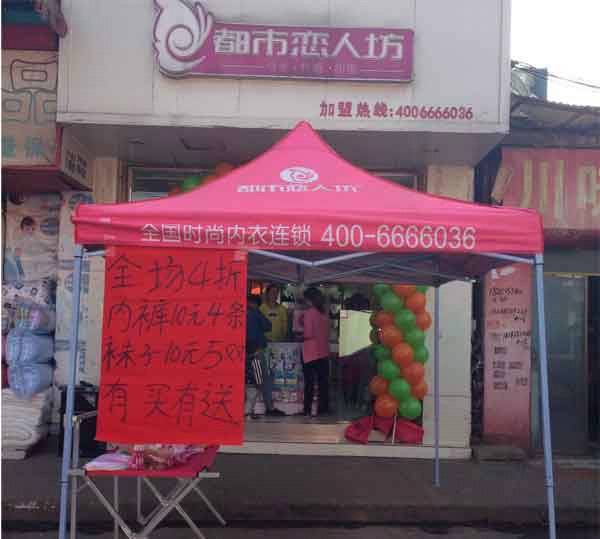 都市恋人坊
加盟热线:4006666036
品
都市恋人坊
全国时尚内衣连锁 400-6666036
全场4折
内裤10元4条
袜子10元5双
有买有送
川